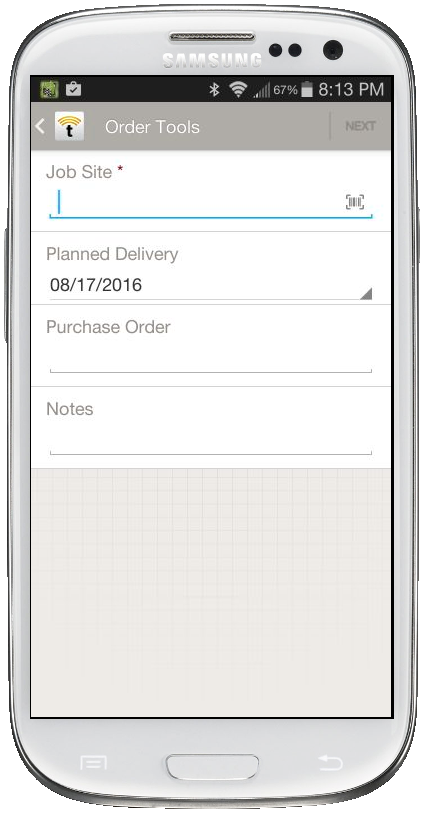 SAMSUNG
67% 8:13 PM
t Order Tools NEXT
Job Site *
Planned Delivery
08/17/2016
Purchase Order
Notes